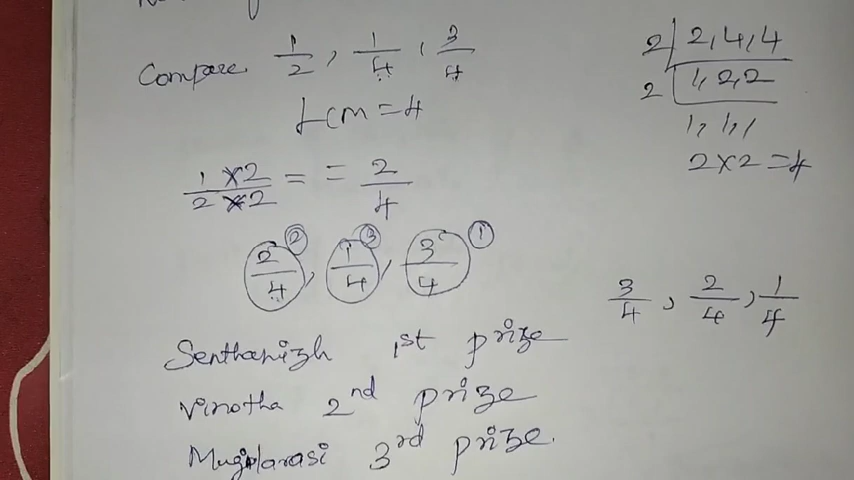 Compare 1/2, 1/4, 3/4
LCM = 4
1 × 2 / 2 × 2 = = 2/4
2/4 ②, 1/4 ③, 3/4 ①
Senthamizh 1st prize
Vinotha 2nd prize
Mugilarasi 3rd prize.
2 | 2, 4, 4
2 | 1, 2, 2
1, 1, 1
2 × 2 = 4
3/4, 2/4, 1/4